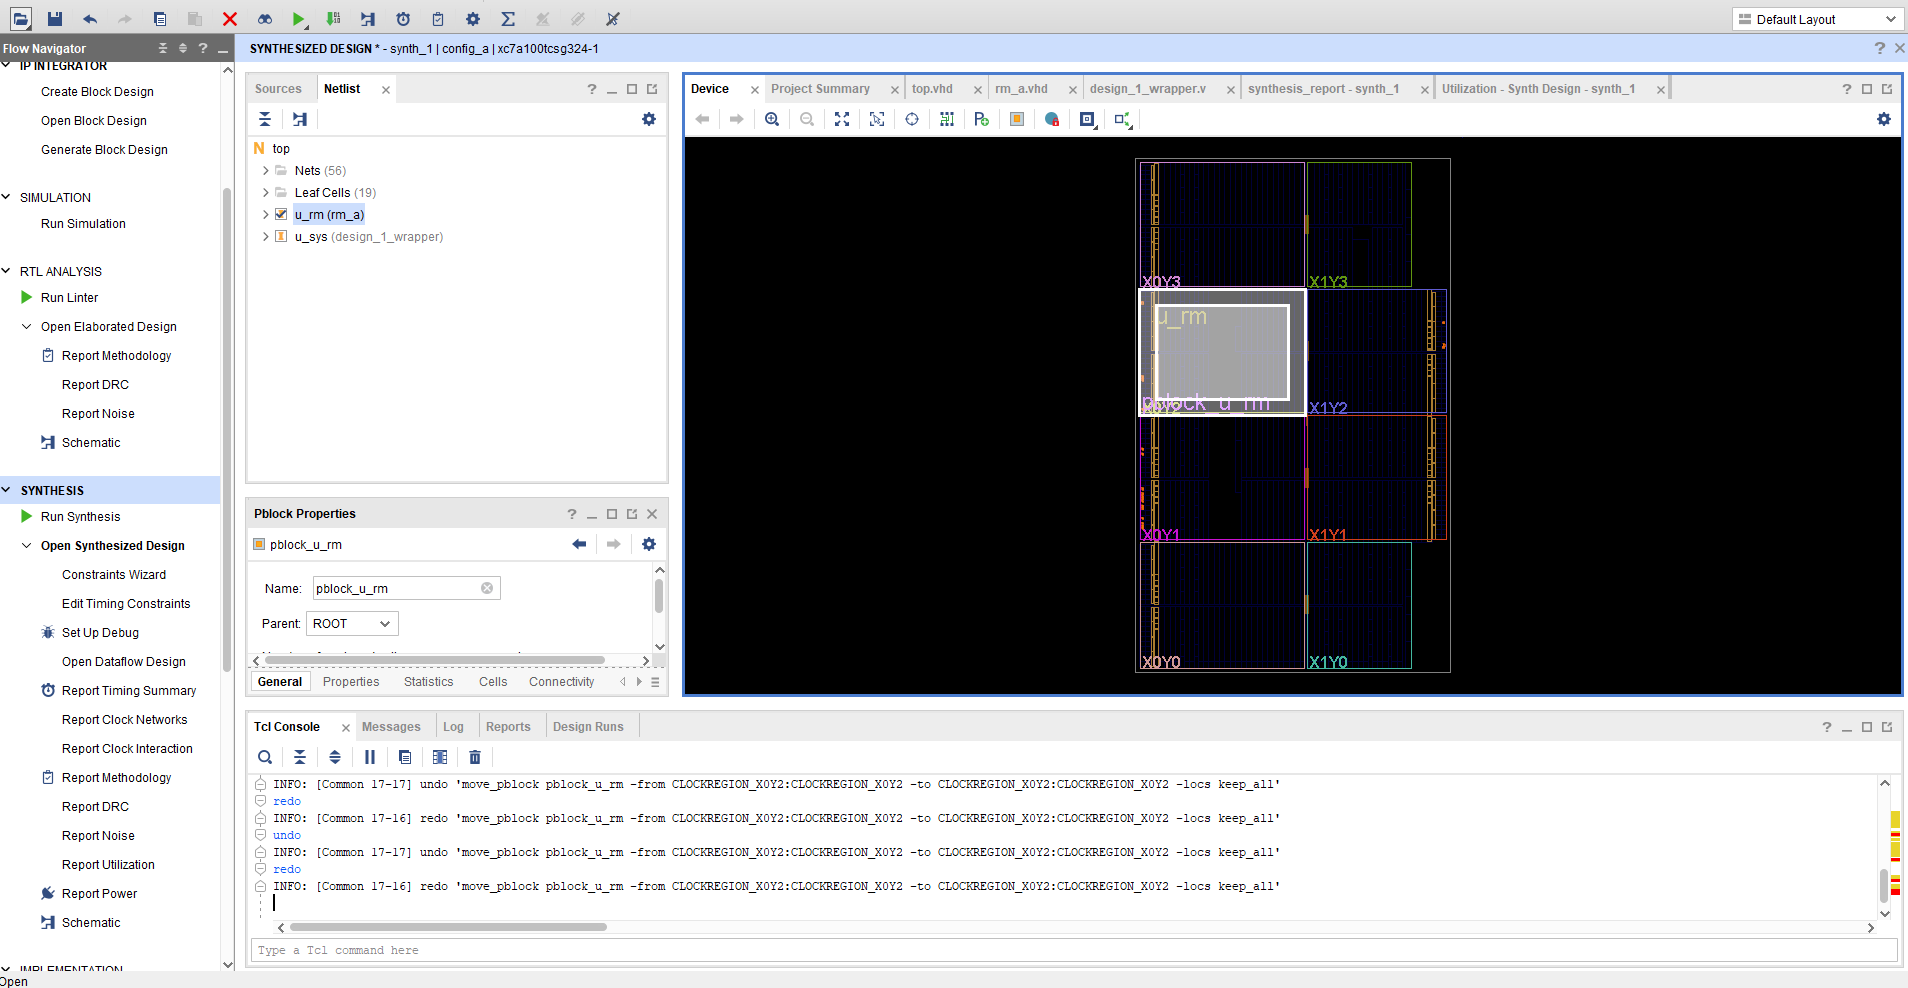 Default Layout
Flow Navigator
SYNTHESIZED DESIGN * - synth_1 | config_a | xc7a100tcsg324-1
IP INTEGRATOR
Create Block Design
Open Block Design
Generate Block Design
SIMULATION
Run Simulation
RTL ANALYSIS
Run Linter
Open Elaborated Design
Report Methodology
Report DRC
Report Noise
Schematic
SYNTHESIS
Run Synthesis
Open Synthesized Design
Constraints Wizard
Edit Timing Constraints
Set Up Debug
Open Dataflow Design
Report Timing Summary
Report Clock Networks
Report Clock Interaction
Report Methodology
Report DRC
Report Noise
Report Utilization
Report Power
Schematic
IMPLEMENTATION
Open
Sources
Netlist
top
Nets (56)
Leaf Cells (19)
u_rm (rm_a)
u_sys (design_1_wrapper)
Pblock Properties
pblock_u_rm
Name: pblock_u_rm
Parent: ROOT
General Properties Statistics Cells Connectivity
Device Project Summary top.vhd rm_a.vhd design_1_wrapper.v synthesis_report - synth_1 Utilization - Synth Design - synth_1
X0Y3 X1Y3
u_rm
pblock_u_rm
X1Y2
X0Y1 X1Y1
X0Y0 X1Y0
Tcl Console Messages Log Reports Design Runs
INFO: [Common 17-17] undo 'move_pblock pblock_u_rm -from CLOCKREGION_X0Y2:CLOCKREGION_X0Y2 -to CLOCKREGION_X0Y2:CLOCKREGION_X0Y2 -locs keep_all'
redo
INFO: [Common 17-16] redo 'move_pblock pblock_u_rm -from CLOCKREGION_X0Y2:CLOCKREGION_X0Y2 -to CLOCKREGION_X0Y2:CLOCKREGION_X0Y2 -locs keep_all'
undo
INFO: [Common 17-17] undo 'move_pblock pblock_u_rm -from CLOCKREGION_X0Y2:CLOCKREGION_X0Y2 -to CLOCKREGION_X0Y2:CLOCKREGION_X0Y2 -locs keep_all'
redo
INFO: [Common 17-16] redo 'move_pblock pblock_u_rm -from CLOCKREGION_X0Y2:CLOCKREGION_X0Y2 -to CLOCKREGION_X0Y2:CLOCKREGION_X0Y2 -locs keep_all'
Type a Tcl command here